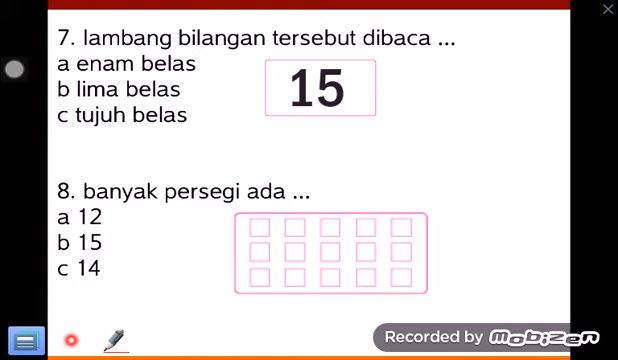 7. lambang bilangan tersebut dibaca ...
a enam belas
b lima belas
c tujuh belas
15
8. banyak persegi ada ...
a 12
b 15
c 14
Recorded by MobiZen